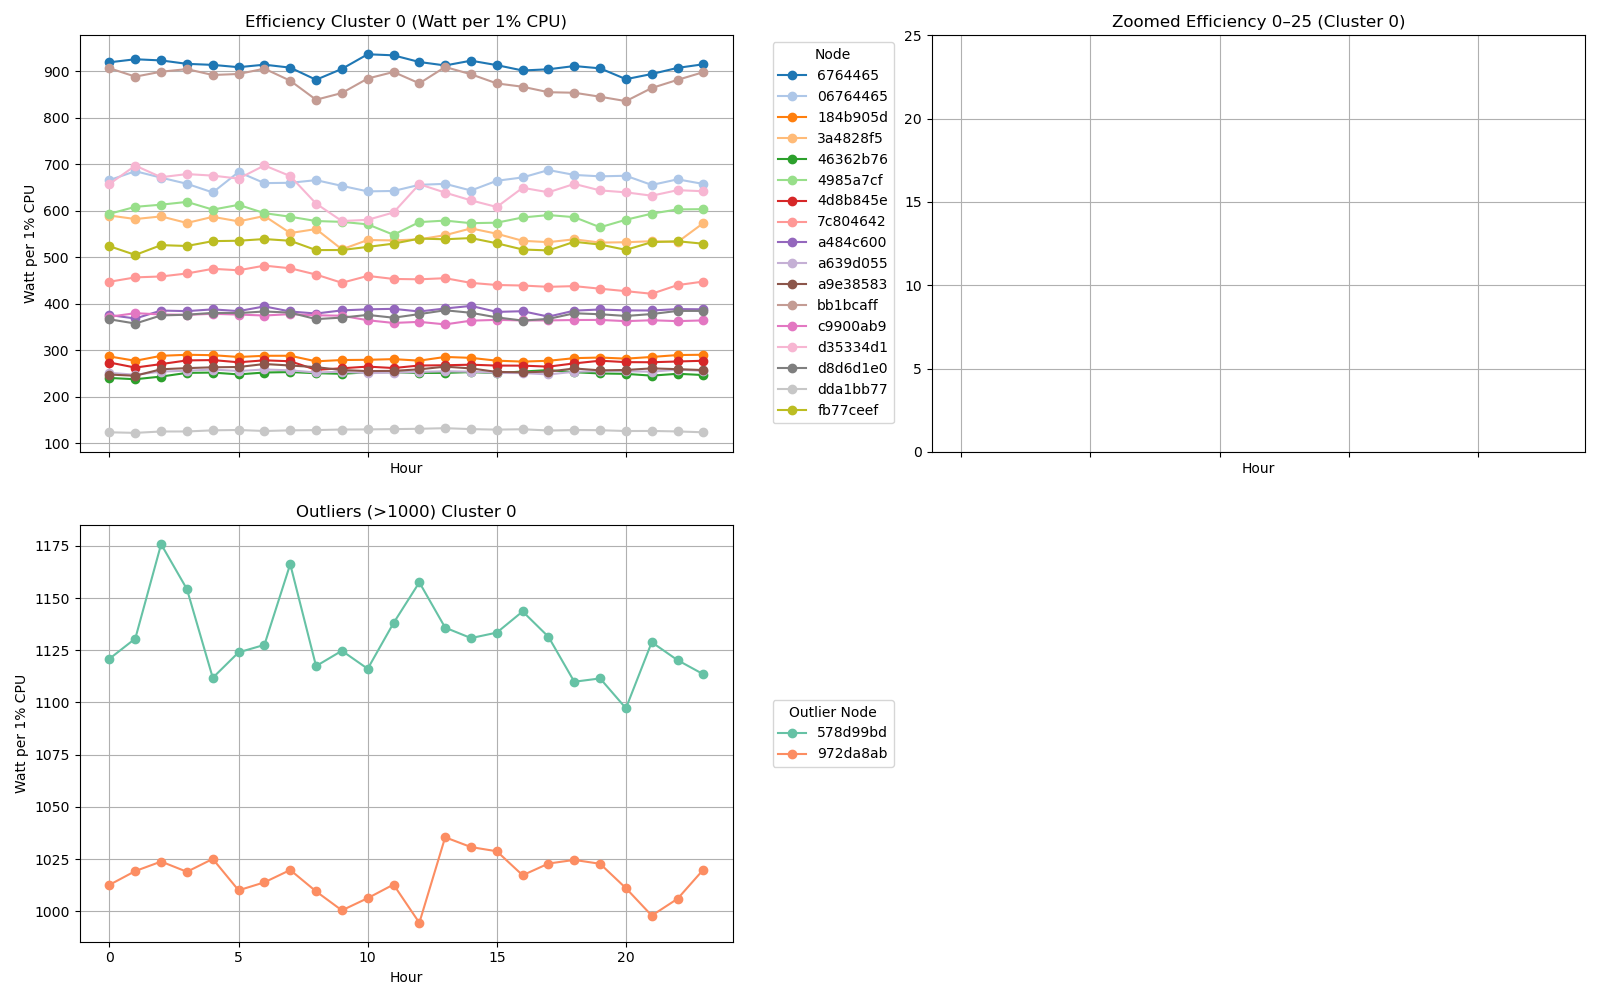 Efficiency Cluster 0 (Watt per 1% CPU)
Watt per 1% CPU
900
800
700
600
500
400
300
200
100
Hour
Node
6764465
06764465
184b905d
3a4828f5
46362b76
4985a7cf
4d8b845e
7c804642
a484c600
a639d055
a9e38583
bb1bcaff
c9900ab9
d35334d1
d8d6d1e0
dda1bb77
fb77ceef
Zoomed Efficiency 0–25 (Cluster 0)
25
20
15
10
5
0
Hour
Outliers (>1000) Cluster 0
Watt per 1% CPU
1175
1150
1125
1100
1075
1050
1025
1000
0 5 10 15 20
Hour
Outlier Node
578d99bd
972da8ab